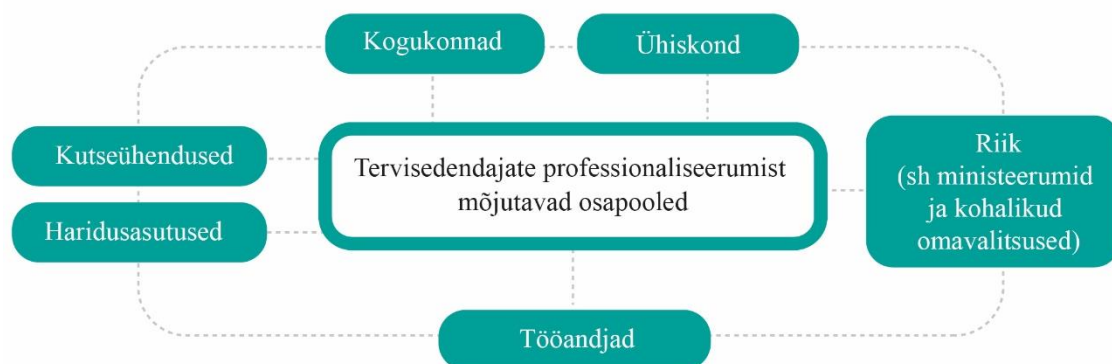 Kogukonnad
Ühiskond
Kutseühendused
Haridusasutused
Tervisedendajate professionaliseerumist
mõjutavad osapooled
Riik
(sh ministeerumid
ja kohalikud
omavalitsused)
Tööandjad